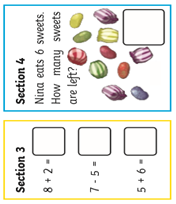 Section 3
8 + 2 =
7 - 5 =
5 + 6 =
Section 4
Nina eats 6 sweets.
How many sweets
are left?